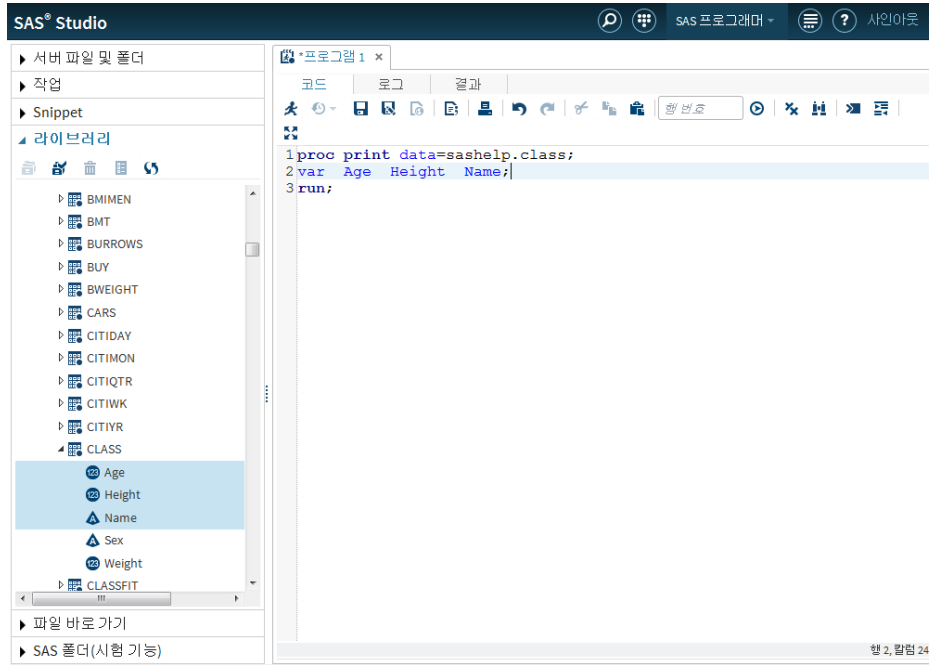 SAS® Studio
SAS 프로그래머
사인아웃
서버 파일 및 폴더
작업
Snippet
라이브러리
BMIMEN
BMT
BURROWS
BUY
BWEIGHT
CARS
CITIDAY
CITIMON
CITIQTR
CITIWK
CITIYR
CLASS
Age
Height
Name
Sex
Weight
CLASSFIT
파일 바로 가기
SAS 폴더(시험 기능)
*프로그램 1
코드 로그 결과
행 번호
1 proc print data=sashelp.class;
2 var Age Height Name;
3 run;
행 2, 칼럼 24